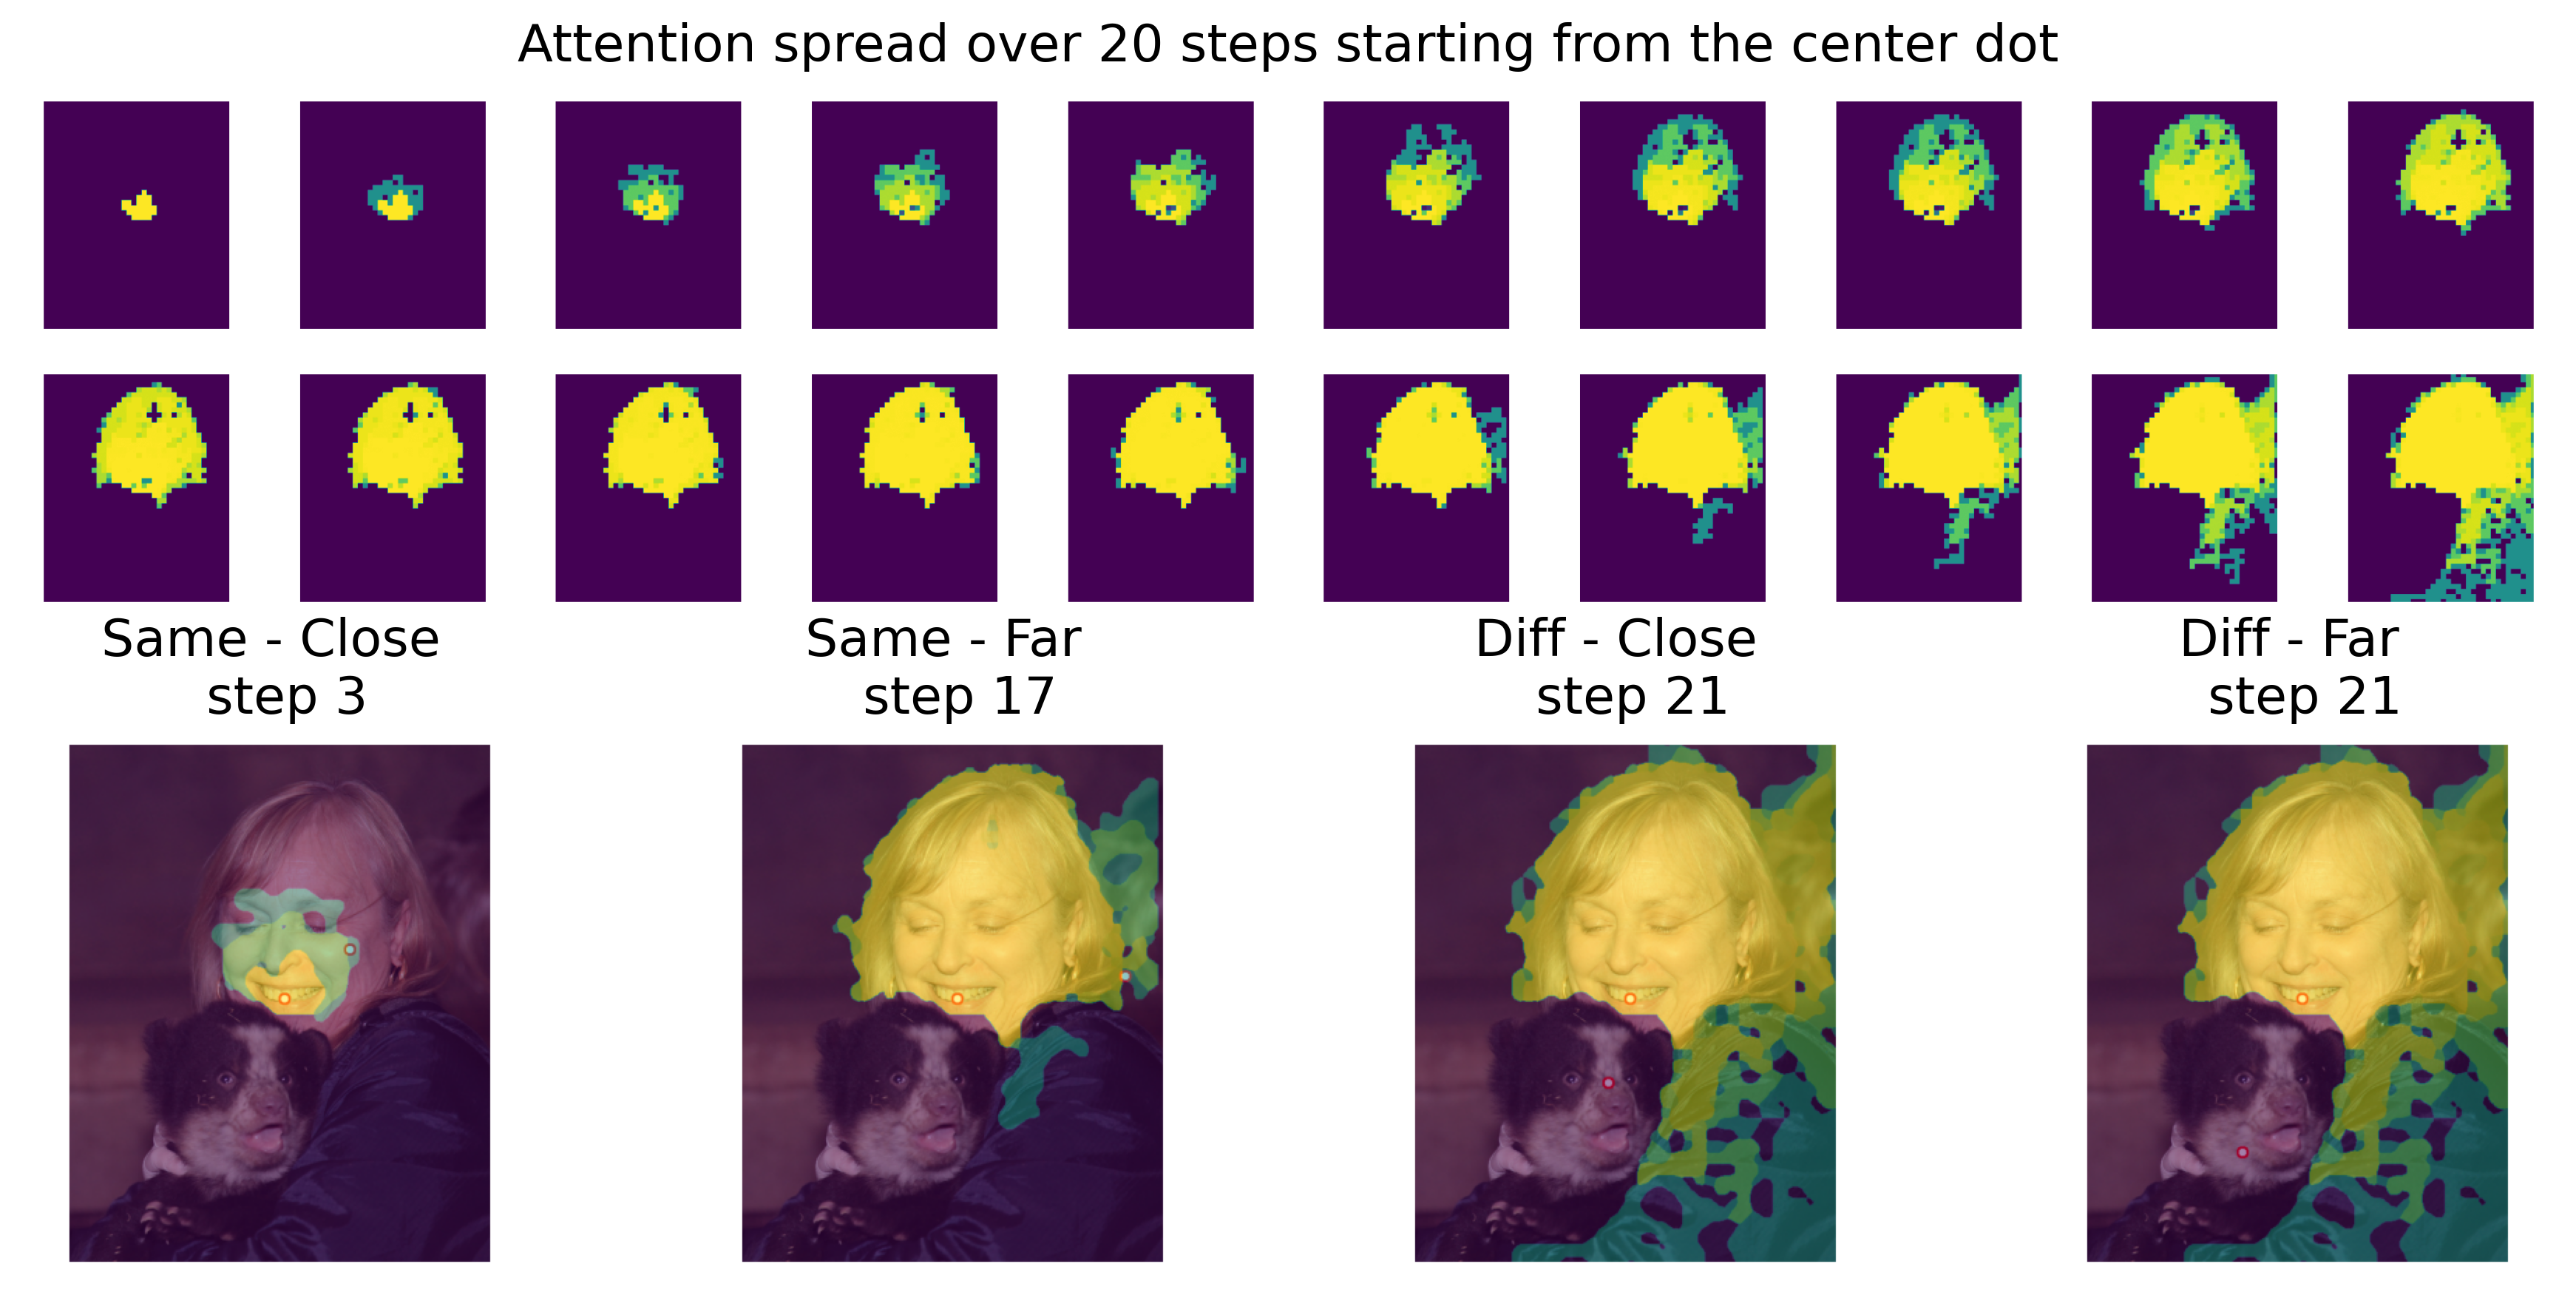 Attention spread over 20 steps starting from the center dot
Same - Close
step 3
Same - Far
step 17
Diff - Close
step 21
Diff - Far
step 21